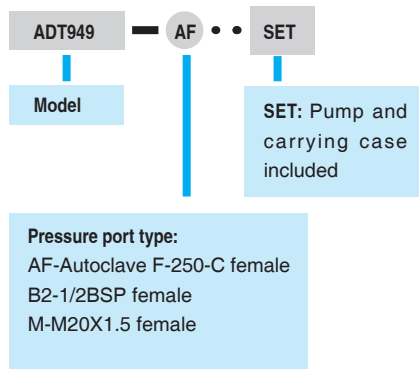 ADT949 — AF • • SET
Model
SET: Pump and
carrying case
included
Pressure port type:
AF-Autoclave F-250-C female
B2-1/2BSP female
M-M20X1.5 female